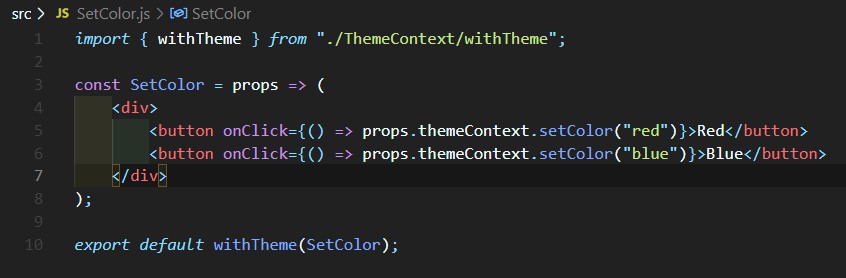 src > JS SetColor.js > SetColor
1 import { withTheme } from "./ThemeContext/withTheme";
2
3 const SetColor = props => (
4     <div>
5         <button onClick={() => props.themeContext.setColor("red")}>Red</button>
6         <button onClick={() => props.themeContext.setColor("blue")}>Blue</button>
7     </div>
8 );
9
10 export default withTheme(SetColor);